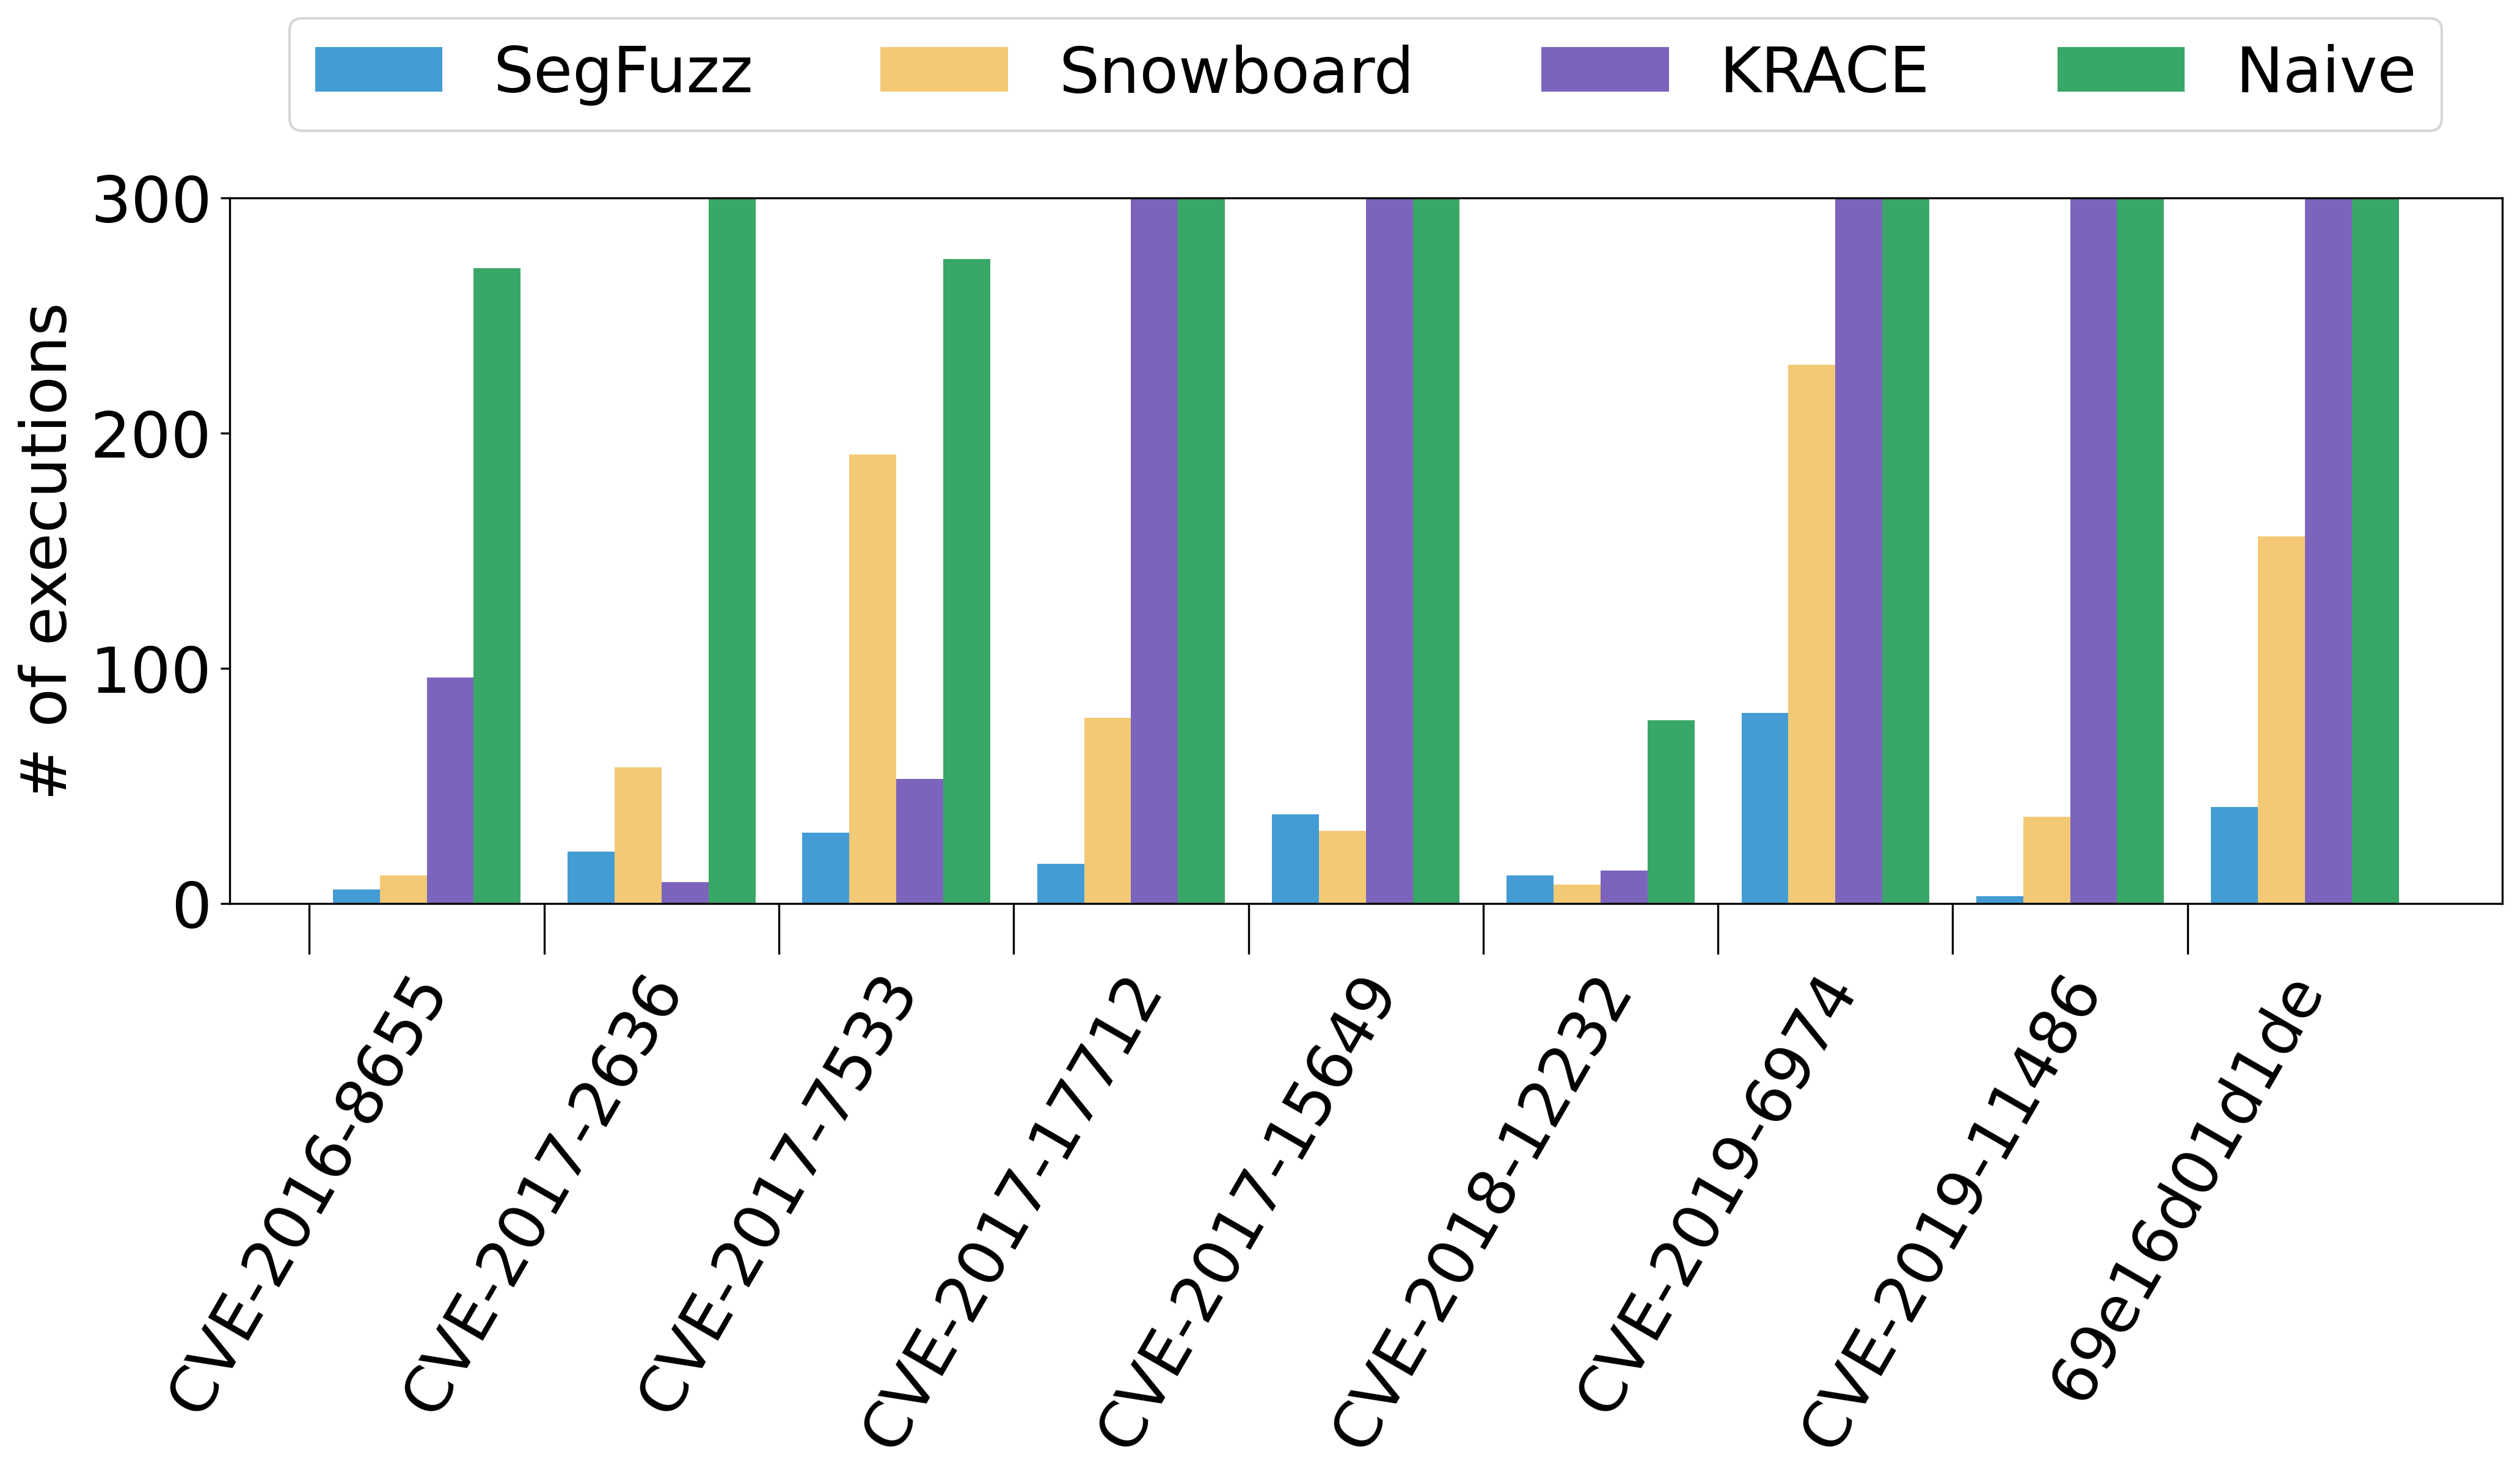 SegFuzz Snowboard KRACE Naive
# of executions
300
200
100
0
CVE-2016-8655
CVE-2017-2636
CVE-2017-7533
CVE-2017-17712
CVE-2017-15649
CVE-2018-12232
CVE-2019-6974
CVE-2019-11486
69e16d01d1de